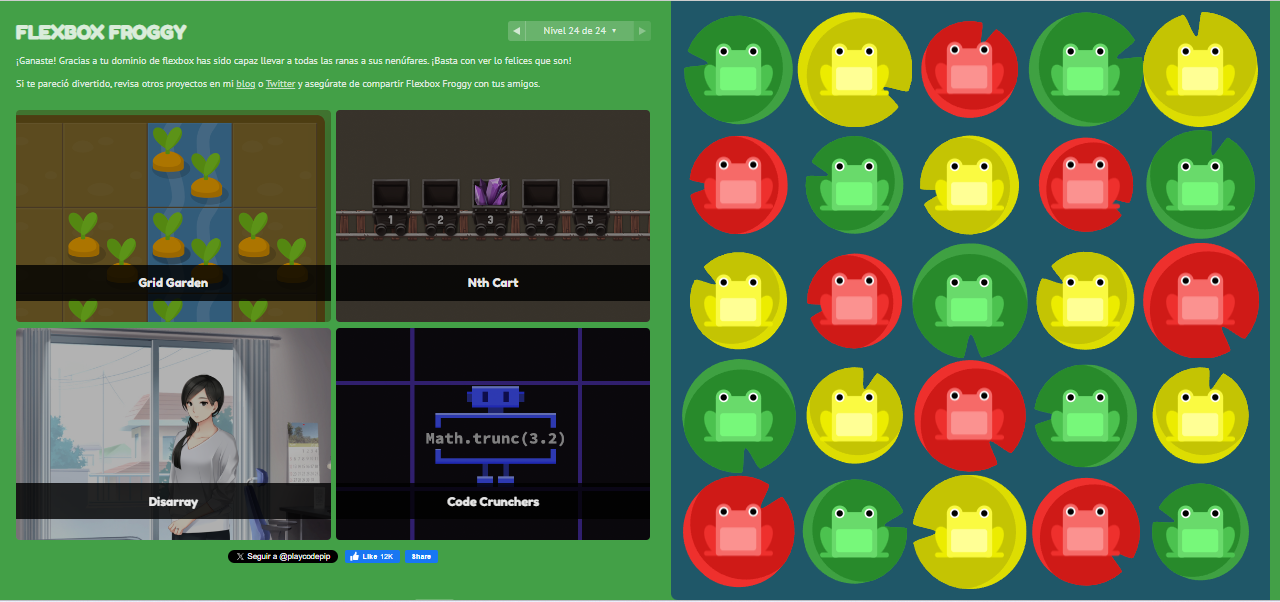 FLEXBOX FROGGY
◀ Nivel 24 de 24 ▾ ▶
¡Ganaste! Gracias a tu dominio de flexbox has sido capaz llevar a todas las ranas a sus nenúfares. ¡Basta con ver lo felices que son!
Si te pareció divertido, revisa otros proyectos en mi blog o Twitter y asegúrate de compartir Flexbox Froggy con tus amigos.
1 2 3 4 5
Grid Garden
Nth Cart
Math.trunc(3.2)
Disarray
Code Crunchers
X Seguir a @playcodepip
Like 12K
Share